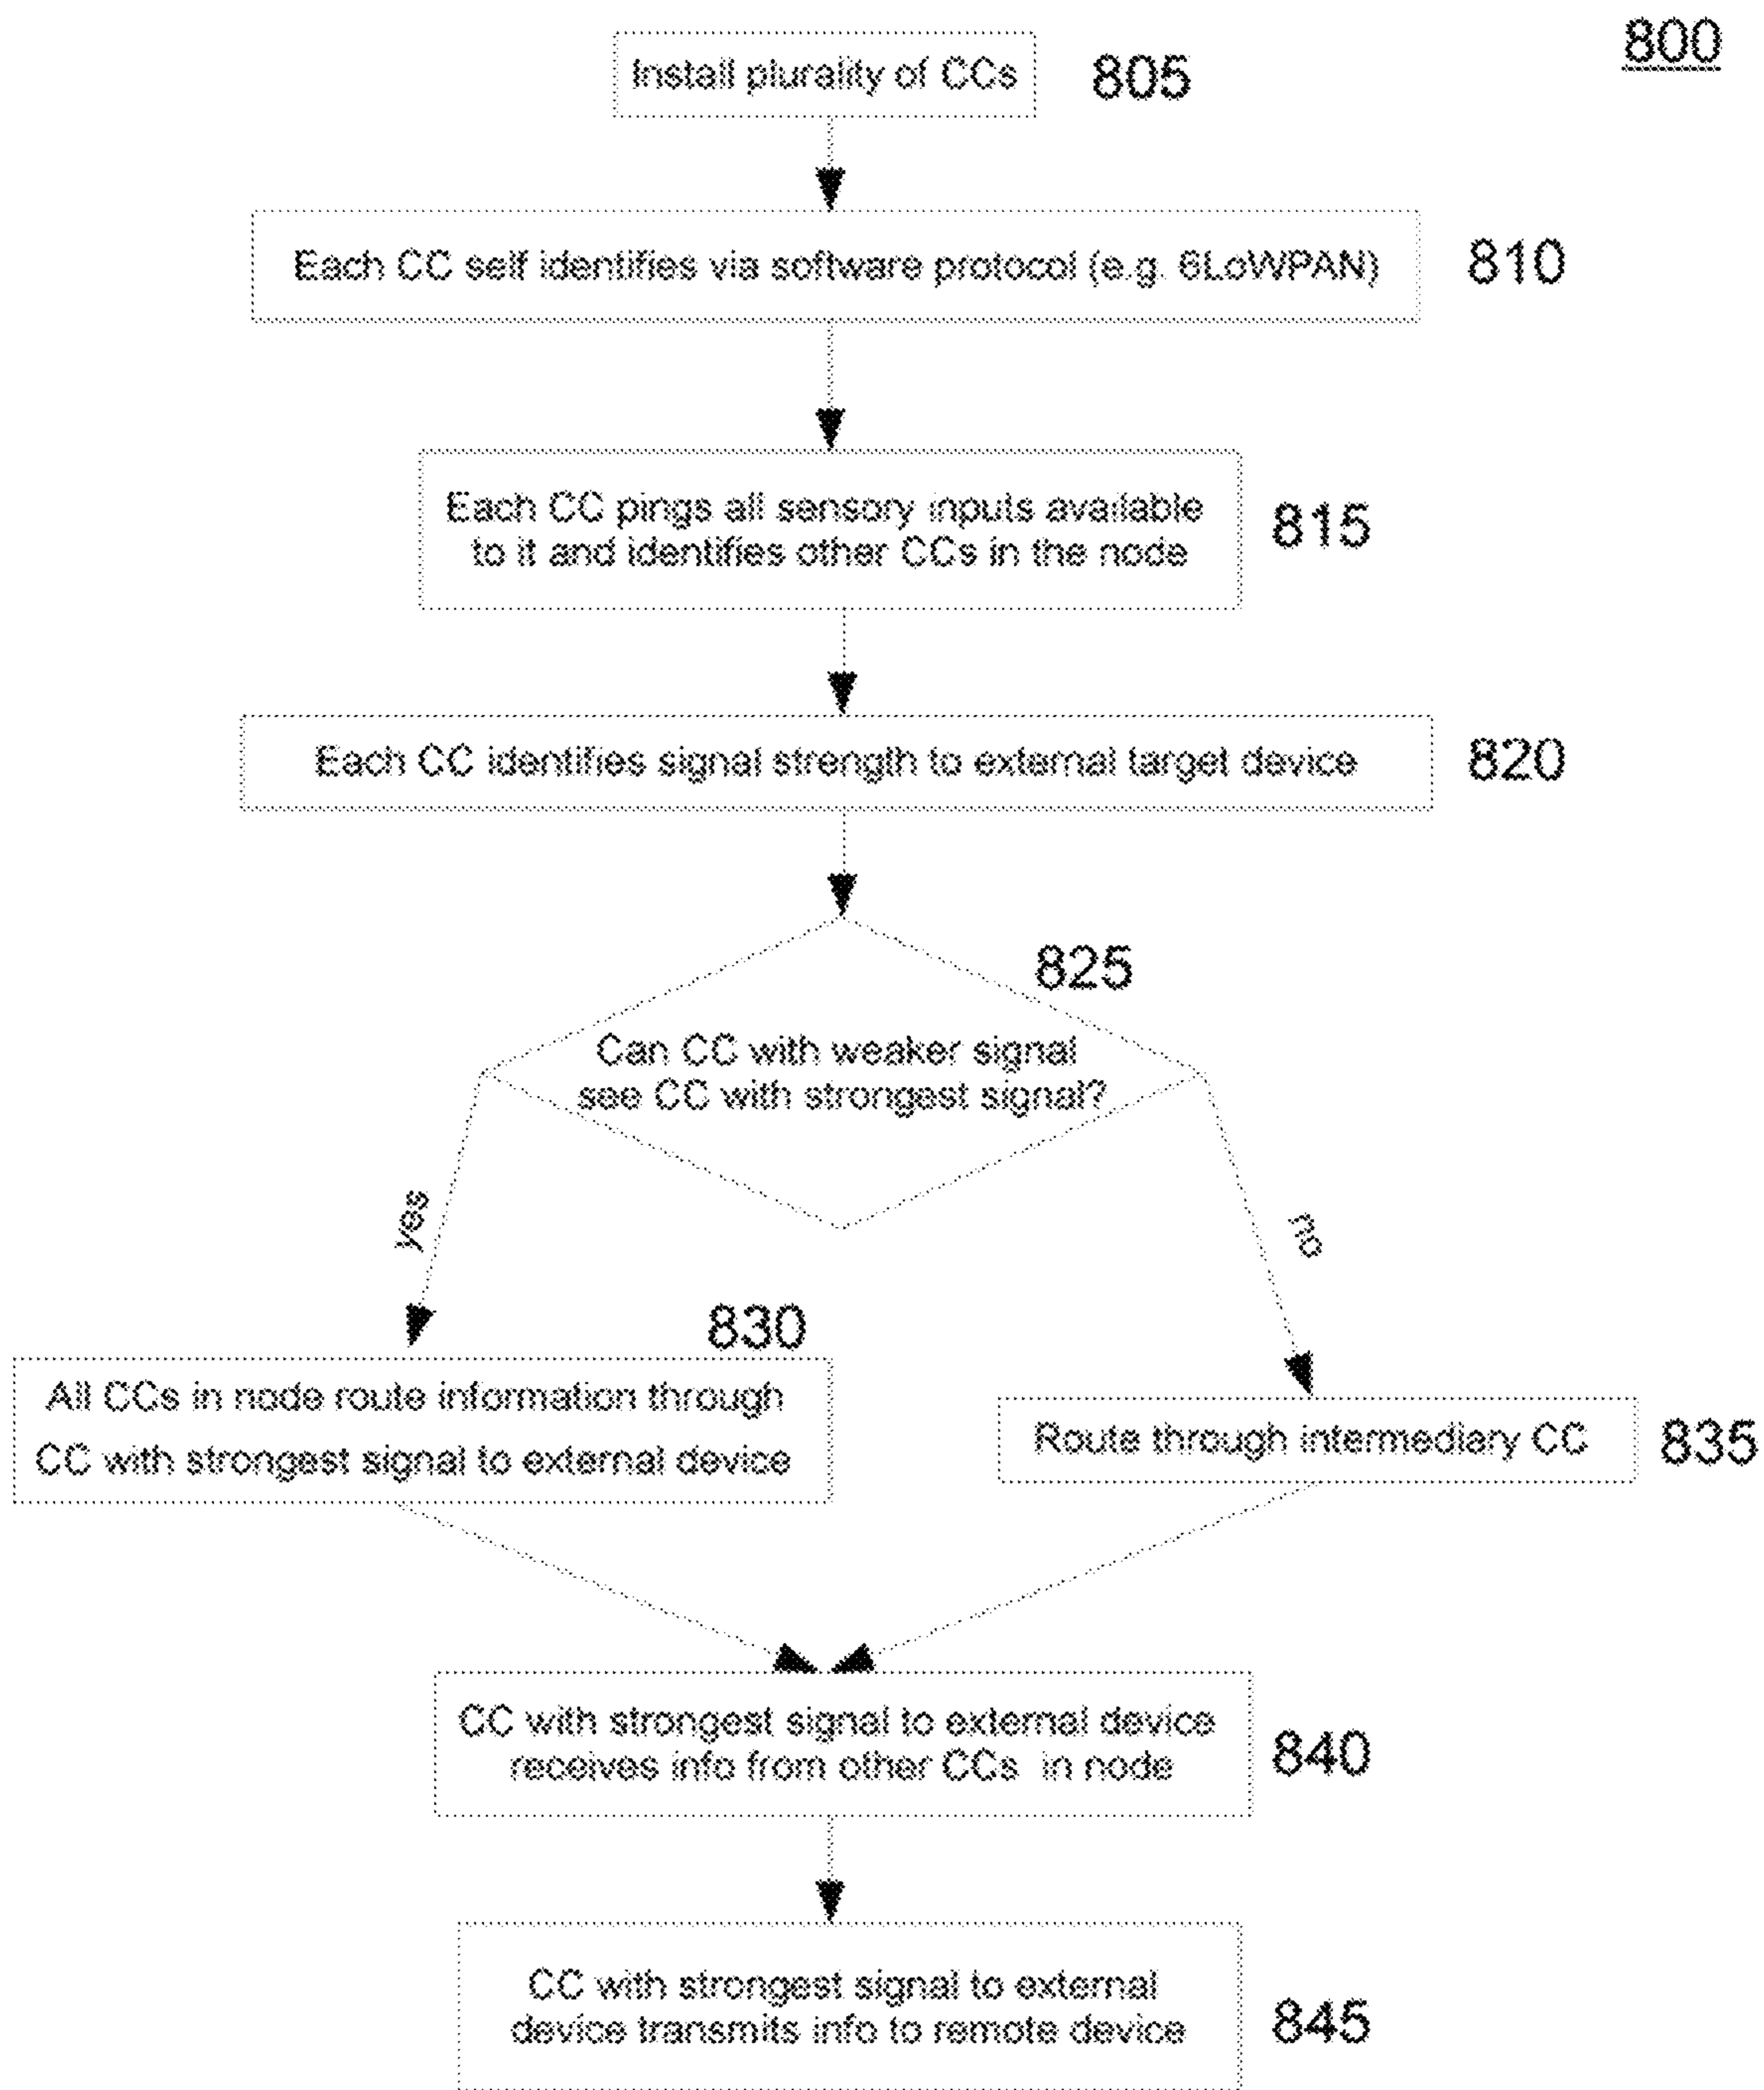 800
Install plurality of CCs
805
Each CC self identifies via software protocol (e.g. 6LoWPAN)
810
Each CC pings all sensory inputs available
to it and identifies other CCs in the node
815
Each CC identifies signal strength to external target device
820
825
Can CC with weaker signal
see CC with strongest signal?
yes
no
830
All CCs in node route information through
CC with strongest signal to external device
Route through intermediary CC
835
CC with strongest signal to external device
receives info from other CCs in node
840
CC with strongest signal to external
device transmits info to remote device
845